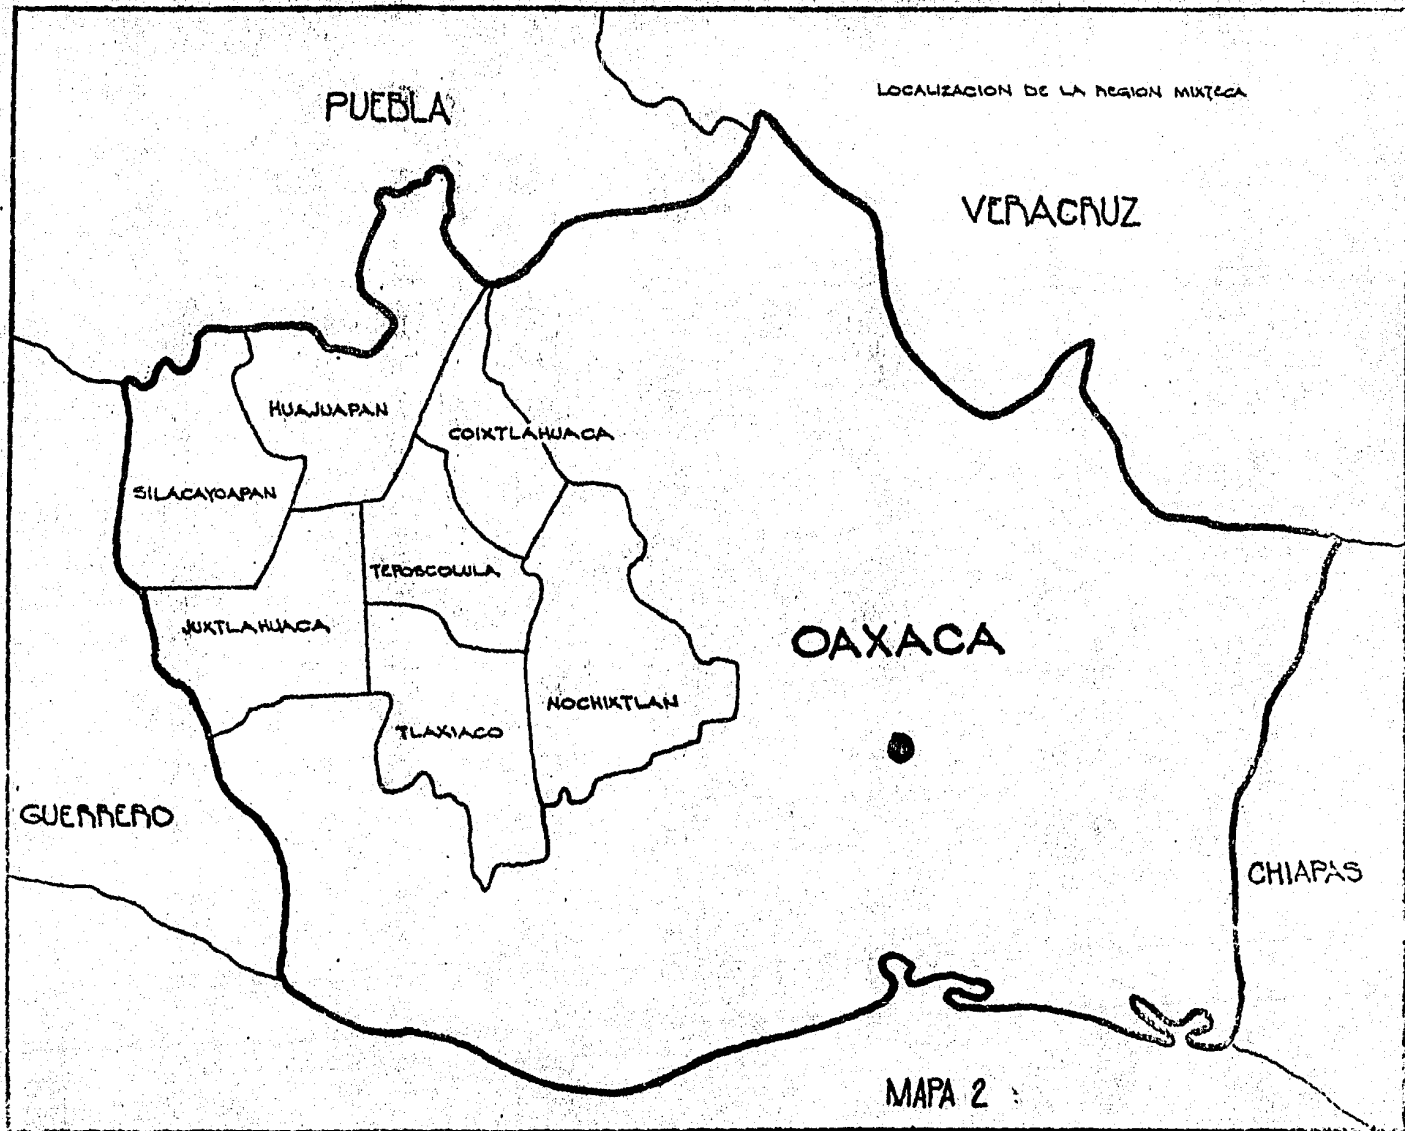 LOCALIZACION DE LA REGION MIXTECA
PUEBLA
VERACRUZ
HUAJUAPAN
COIXTLAHUACA
SILACAYOAPAN
TEPOSCOLULA
JUXTLAHUACA
OAXACA
NOCHIXTLAN
TLAXIACO
GUERRERO
CHIAPAS
MAPA 2